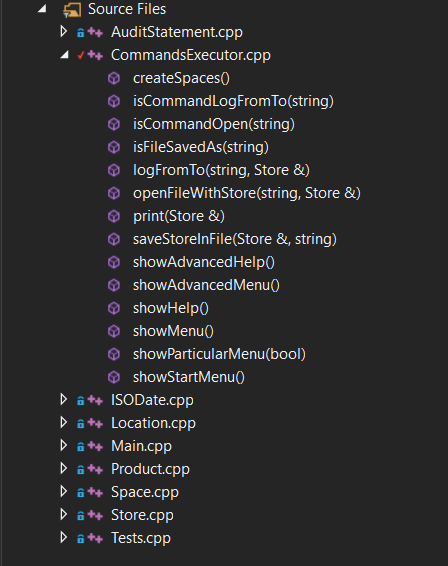 Source Files
AuditStatement.cpp
CommandsExecutor.cpp
createSpaces()
isCommandLogFromTo(string)
isCommandOpen(string)
isFileSavedAs(string)
logFromTo(string, Store &)
openFileWithStore(string, Store &)
print(Store &)
saveStoreInFile(Store &, string)
showAdvancedHelp()
showAdvancedMenu()
showHelp()
showMenu()
showParticularMenu(bool)
showStartMenu()
ISODate.cpp
Location.cpp
Main.cpp
Product.cpp
Space.cpp
Store.cpp
Tests.cpp